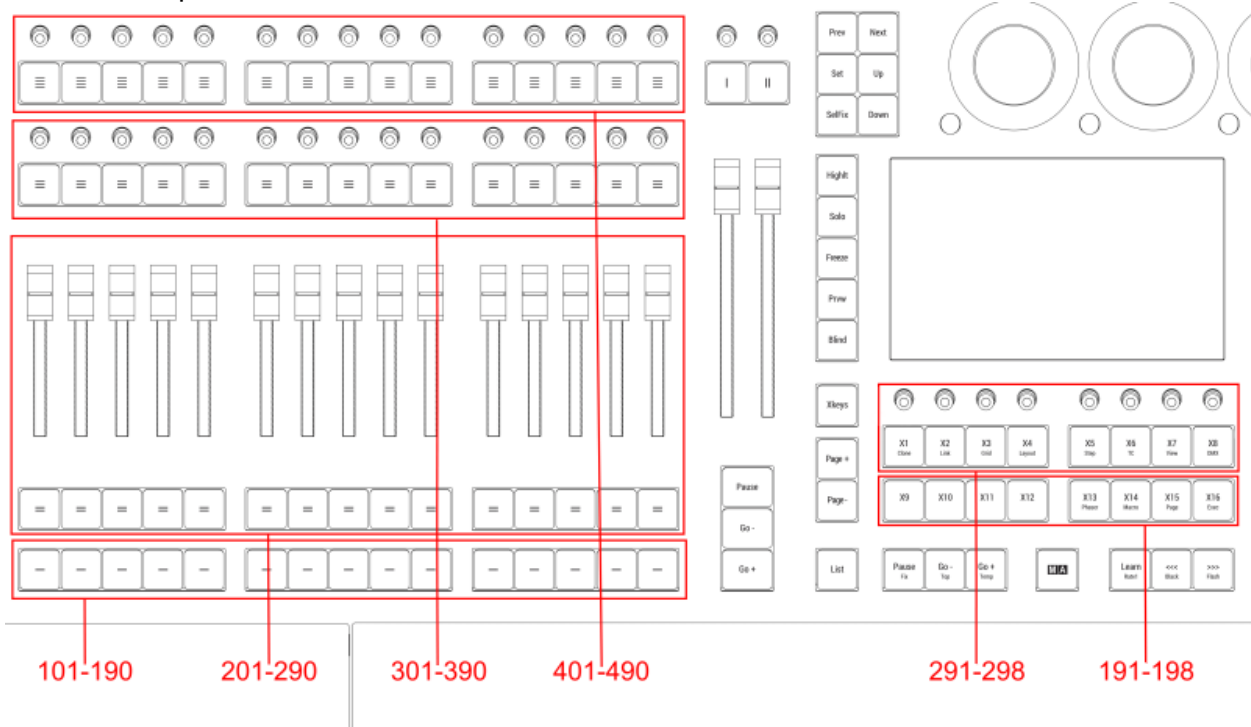 Prev Next
Set Up
SelFix Down
Highlt
Solo
Freeze
Prvw
Blind
Xkeys
X1 X2 X3 X4 X5 X6 X7 X8
Clone Link Grid Layout Step TC View DMX
Page +
Page-
X9 X10 X11 X12 X13 X14 X15 X16
Phaser Macro Page Exec
Pause
Go -
Go +
List
Pause Go - Go + MA Learn <<< >>>
Fix Top Temp Rate1 Black Flash
101-190 201-290 301-390 401-490 291-298 191-198